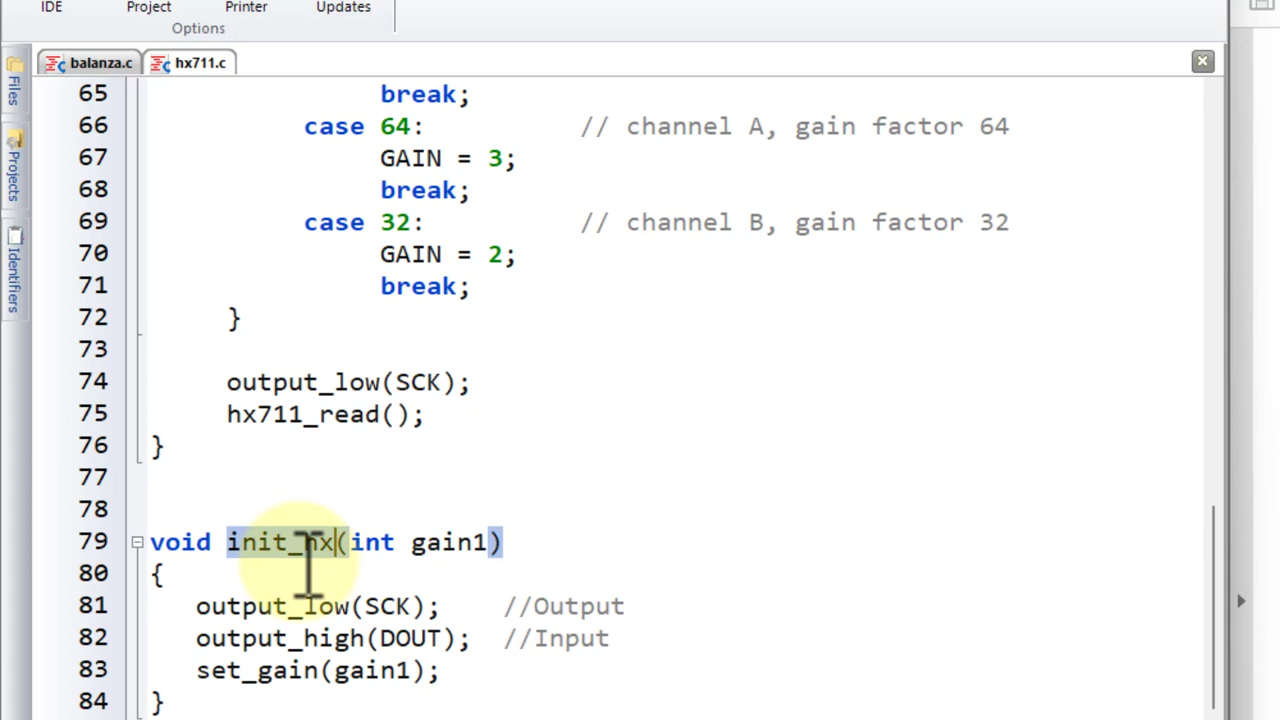 IDE Project Printer Updates
Options
balanza.c hx711.c
Files
Projects
Identifiers
65 break;
66 case 64: // channel A, gain factor 64
67 GAIN = 3;
68 break;
69 case 32: // channel B, gain factor 32
70 GAIN = 2;
71 break;
72 }
73
74 output_low(SCK);
75 hx711_read();
76 }
77
78
79 void init_hx(int gain1)
80 {
81 output_low(SCK); //Output
82 output_high(DOUT); //Input
83 set_gain(gain1);
84 }